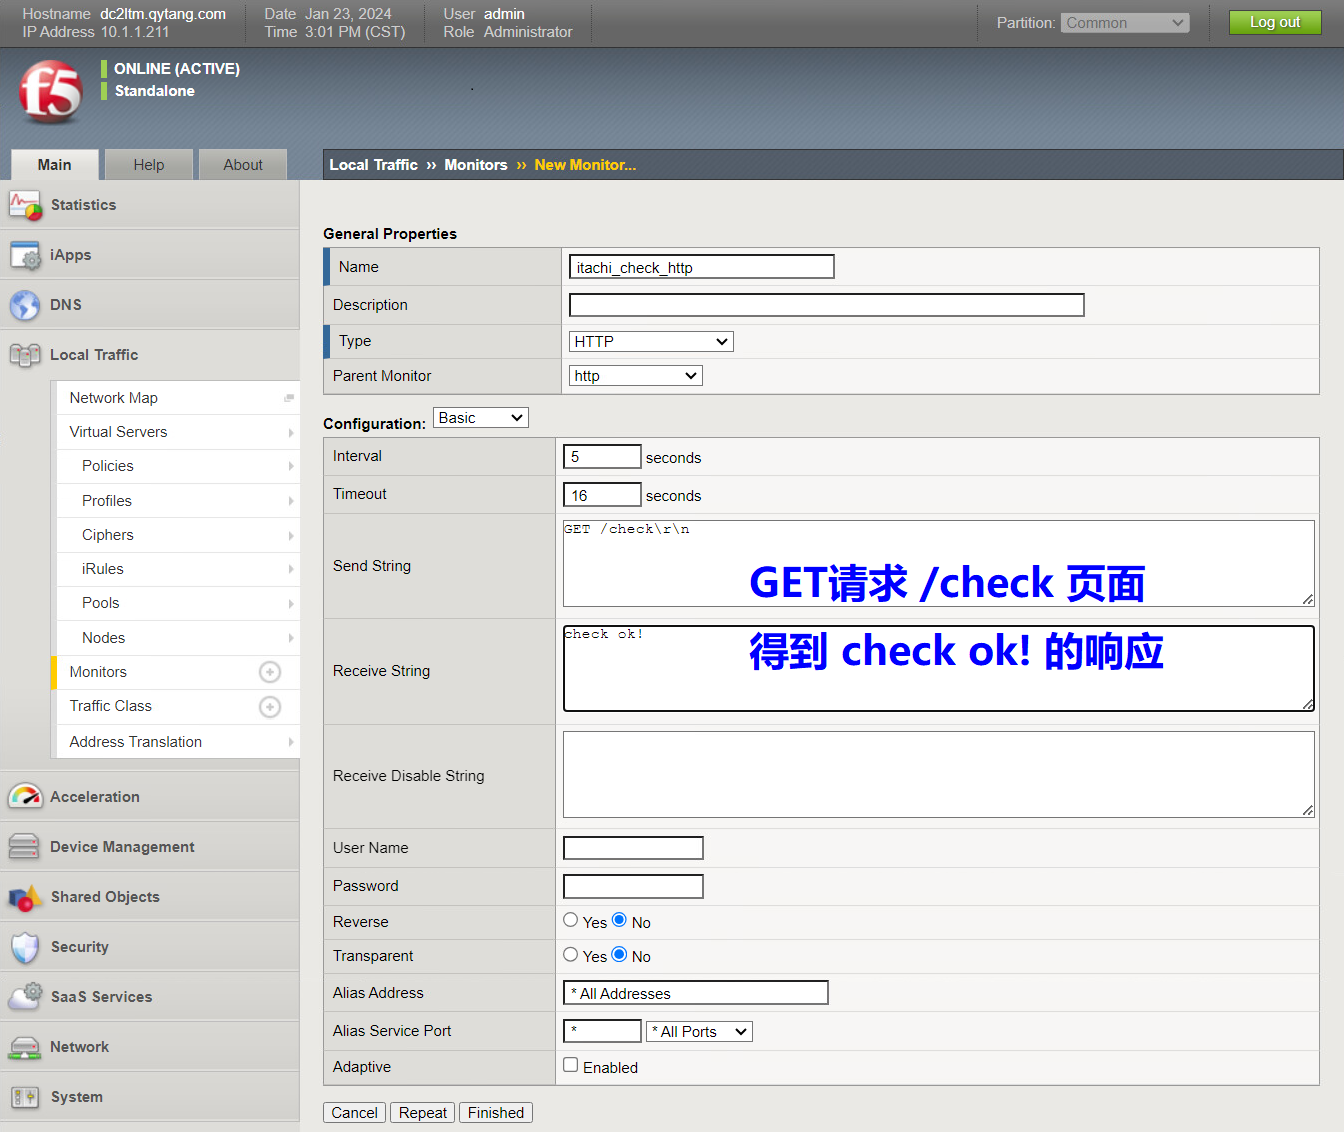 Hostname dc2ltm.qytang.com Date Jan 23, 2024 User admin
IP Address 10.1.1.211 Time 3:01 PM (CST) Role Administrator
Partition: Common Log out
f5
ONLINE (ACTIVE)
Standalone
Main Help About
Local Traffic ›› Monitors ›› New Monitor...
Statistics
iApps
DNS
Local Traffic
Network Map
Virtual Servers
Policies
Profiles
Ciphers
iRules
Pools
Nodes
Monitors
Traffic Class
Address Translation
Acceleration
Device Management
Shared Objects
Security
SaaS Services
Network
System
General Properties
Name itachi_check_http
Description
Type HTTP
Parent Monitor http
Configuration: Basic
Interval 5 seconds
Timeout 16 seconds
Send String GET /check\r\n
GET请求 /check 页面
Receive String check ok!
得到 check ok! 的响应
Receive Disable String
User Name
Password
Reverse Yes No
Transparent Yes No
Alias Address * All Addresses
Alias Service Port * * All Ports
Adaptive Enabled
Cancel Repeat Finished